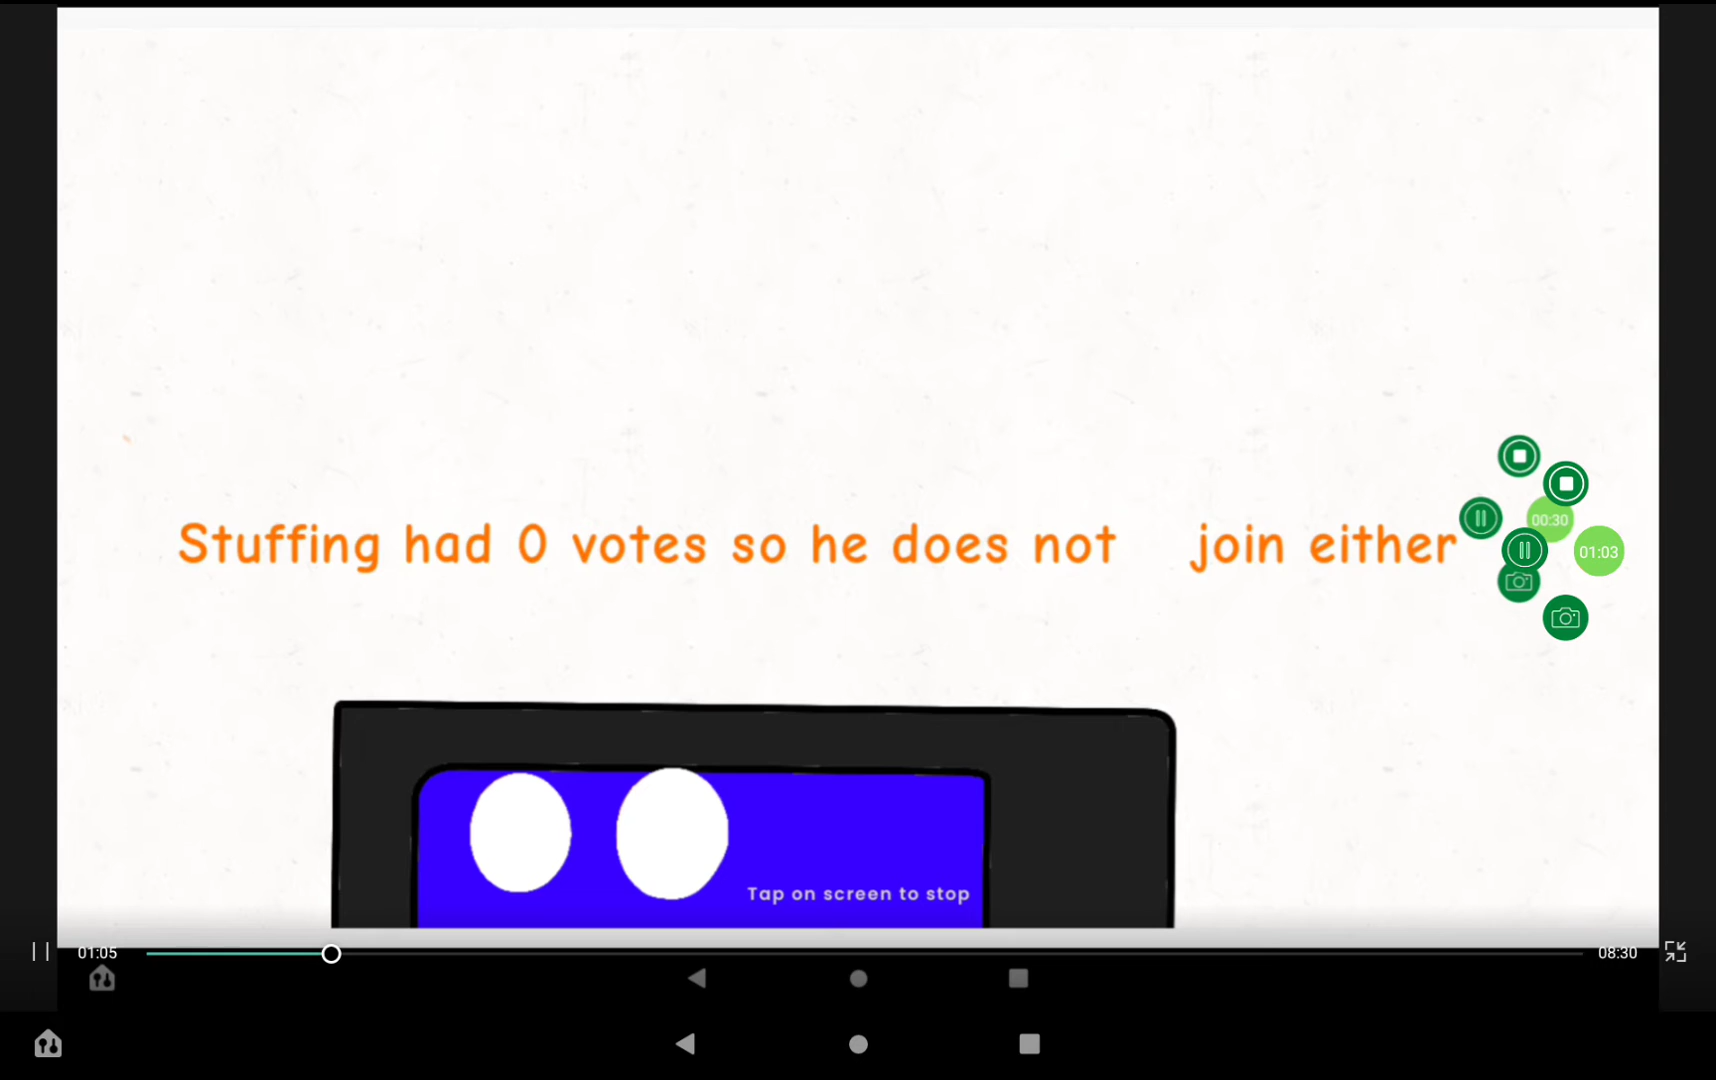 Stuffing had 0 votes so he does not join either
00:30
01:03
Tap on screen to stop
01:05
08:30